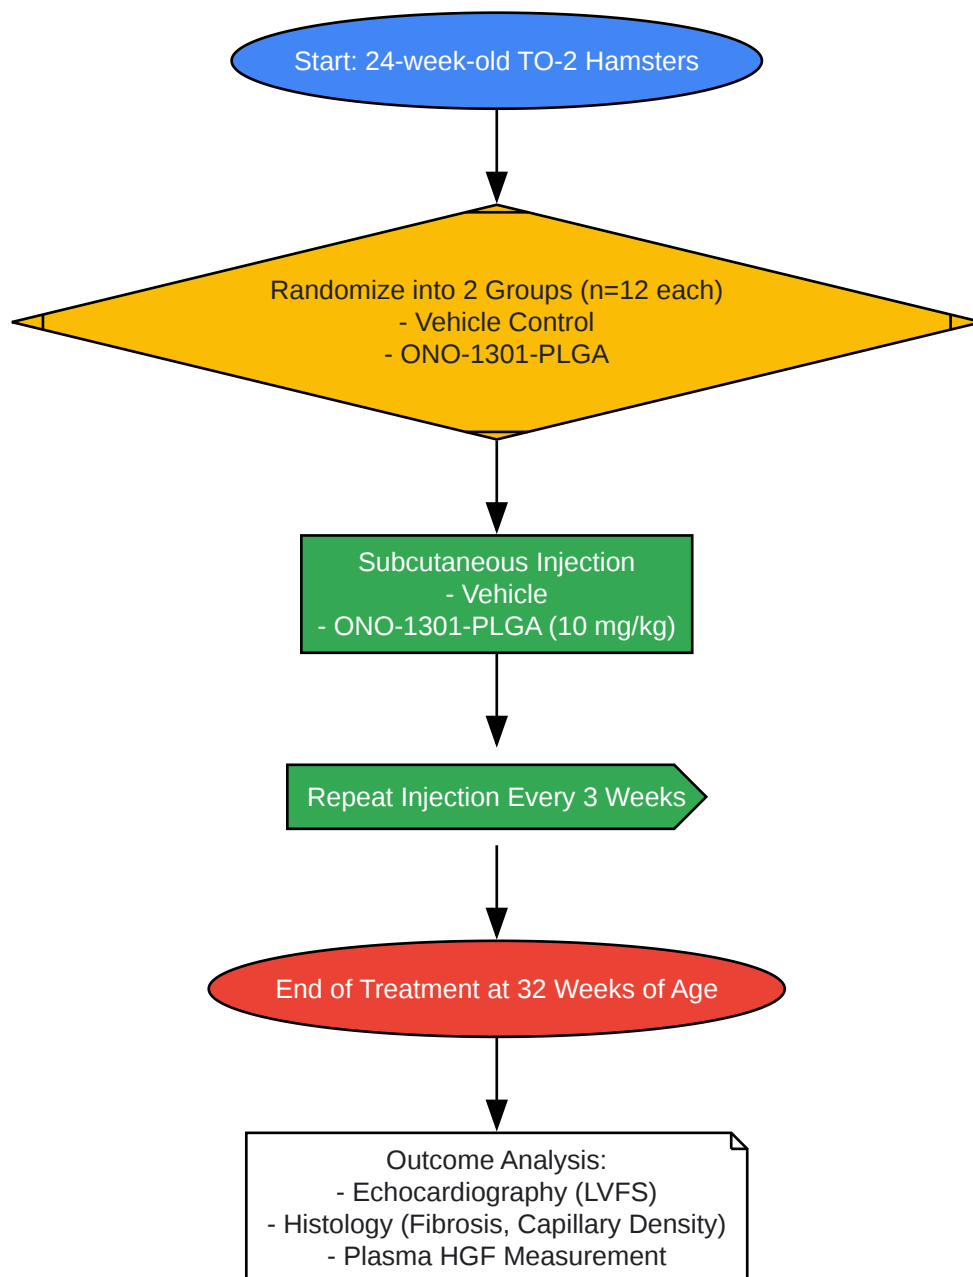 Start: 24-week-old TO-2 Hamsters
Randomize into 2 Groups (n=12 each)
- Vehicle Control
- ONO-1301-PLGA
Subcutaneous Injection
- Vehicle
- ONO-1301-PLGA (10 mg/kg)
Repeat Injection Every 3 Weeks
End of Treatment at 32 Weeks of Age
Outcome Analysis:
- Echocardiography (LVFS)
- Histology (Fibrosis, Capillary Density)
- Plasma HGF Measurement